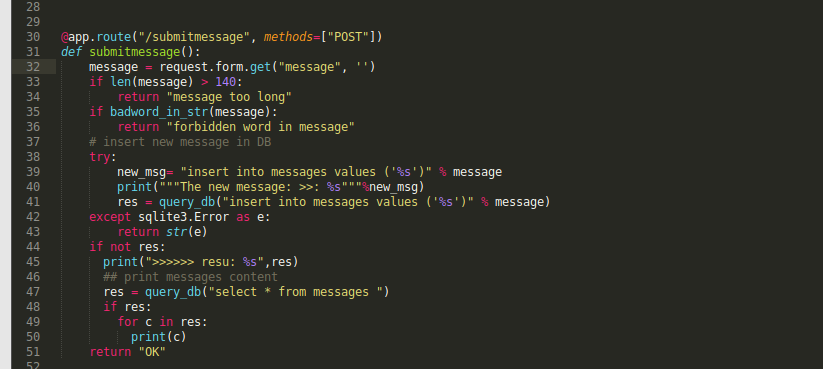 28
29
30 @app.route("/submitmessage", methods=["POST"])
31 def submitmessage():
32     message = request.form.get("message", '')
33     if len(message) > 140:
34         return "message too long"
35     if badword_in_str(message):
36         return "forbidden word in message"
37     # insert new message in DB
38     try:
39         new_msg= "insert into messages values ('%s')" % message
40         print("""The new message: >>: %s"""%new_msg)
41         res = query_db("insert into messages values ('%s')" % message)
42     except sqlite3.Error as e:
43         return str(e)
44     if not res:
45       print(">>>>>> resu: %s",res)
46       ## print messages content
47       res = query_db("select * from messages ")
48       if res:
49         for c in res:
50           print(c)
51     return "OK"
52